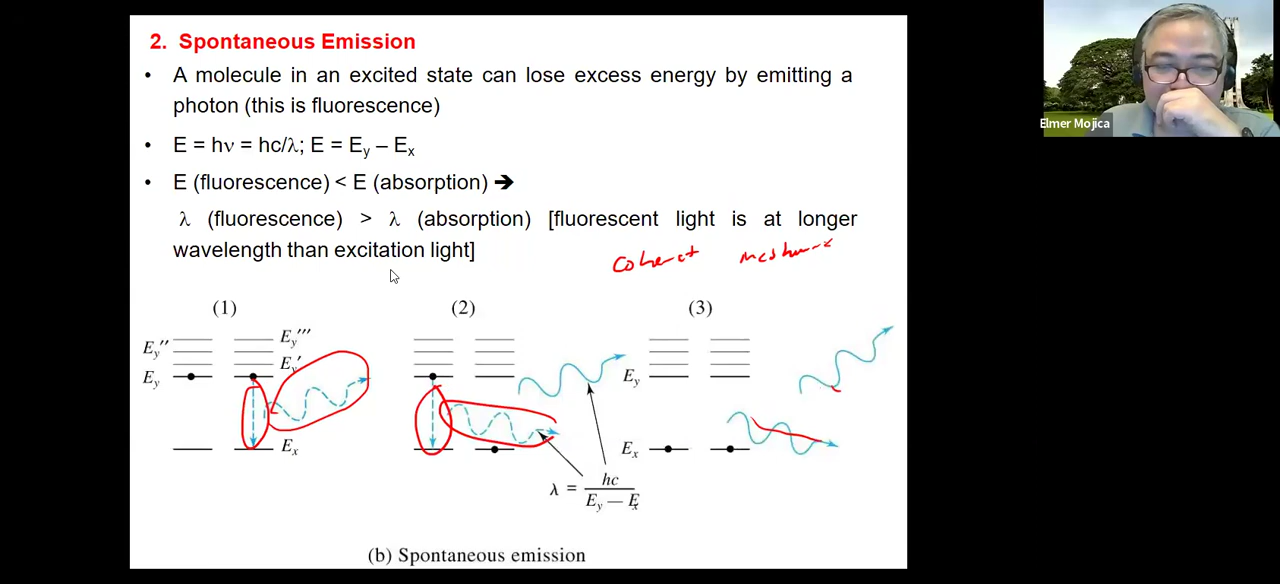 2. Spontaneous Emission
• A molecule in an excited state can lose excess energy by emitting a
photon (this is fluorescence)
• E = hν = hc/λ; E = Ey – Ex
• E (fluorescence) < E (absorption) ➔
λ (fluorescence) > λ (absorption) [fluorescent light is at longer
wavelength than excitation light]
(1)
(2)
(3)
Ey''
Ey'''
Ey'
Ey
Ex
Ey
Ex
λ = hc
Ey — Ex
(b) Spontaneous emission
Elmer Mojica